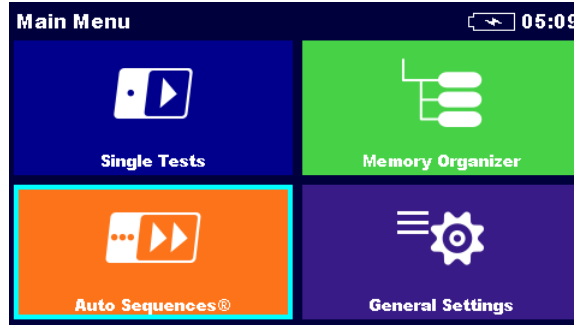 Main Menu 05:09
Single Tests
Memory Organizer
Auto Sequences®
General Settings